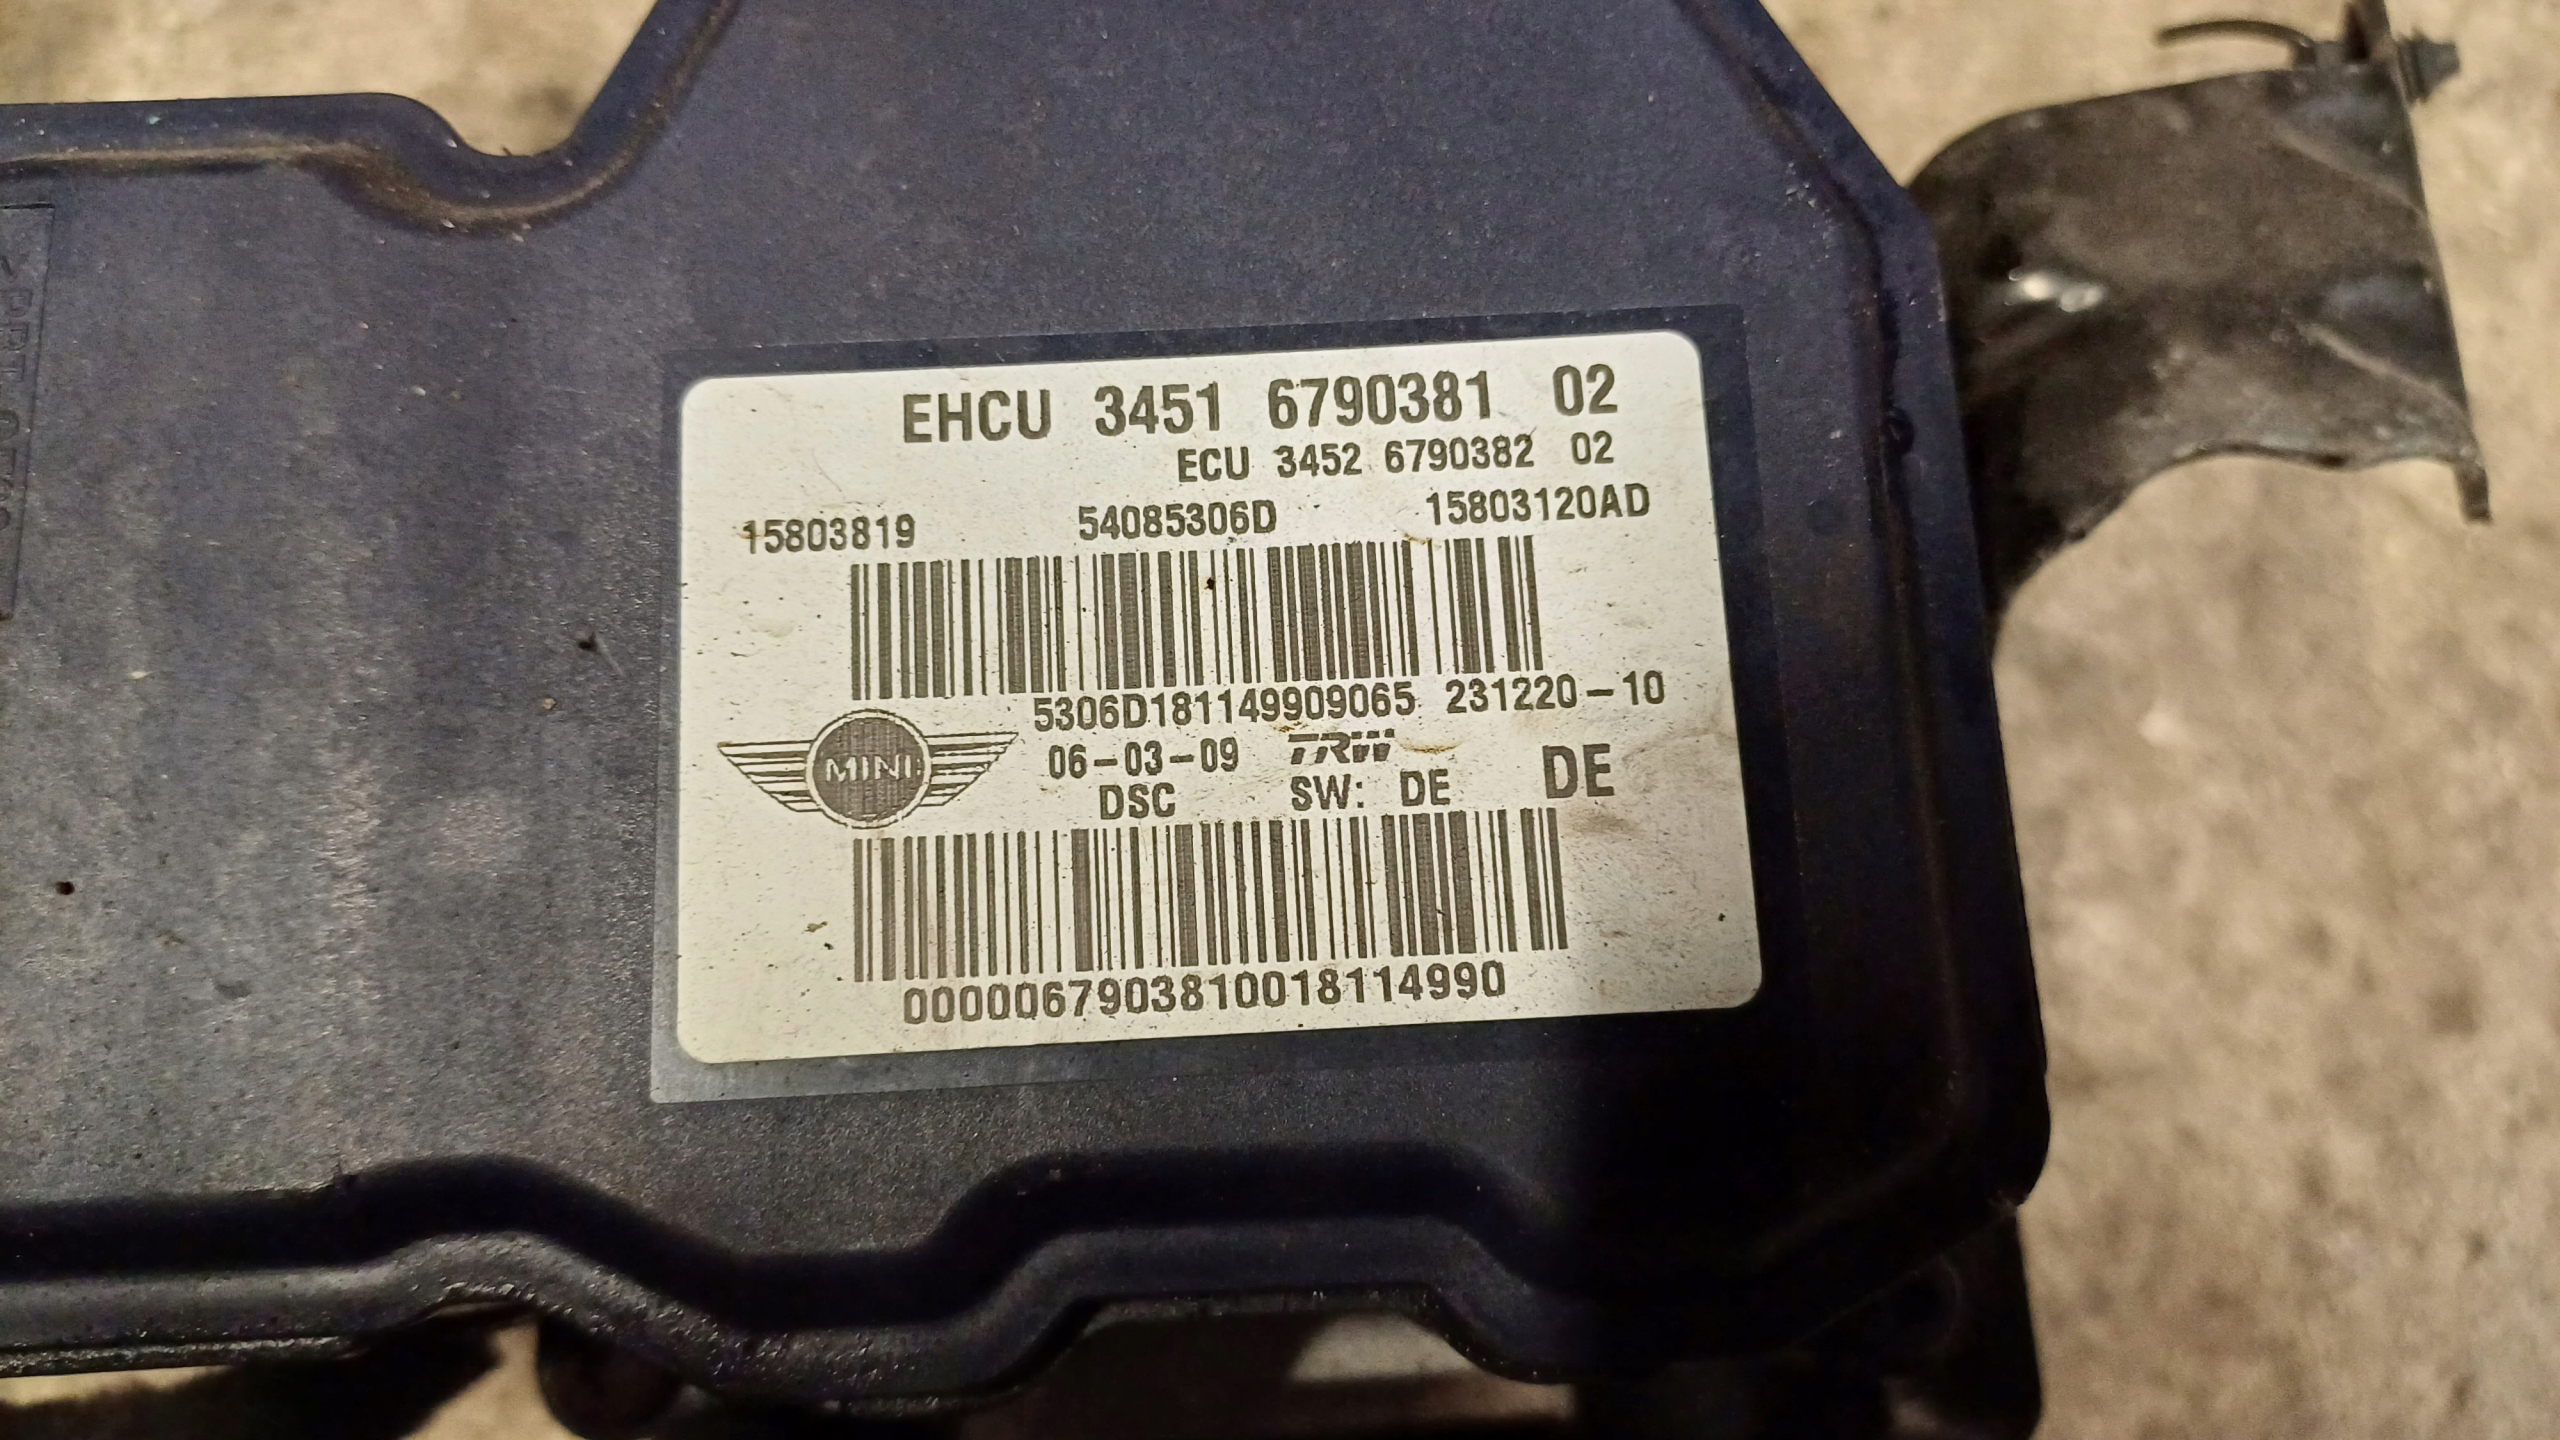 EHCU 3451 6790381 02
ECU 3452 6790382 02
15803819 54085306D 15803120AD
5306D181149909065 231220-10
MINI 06-03-09 TRW DE
DSC SW: DE
0000067903810018114990